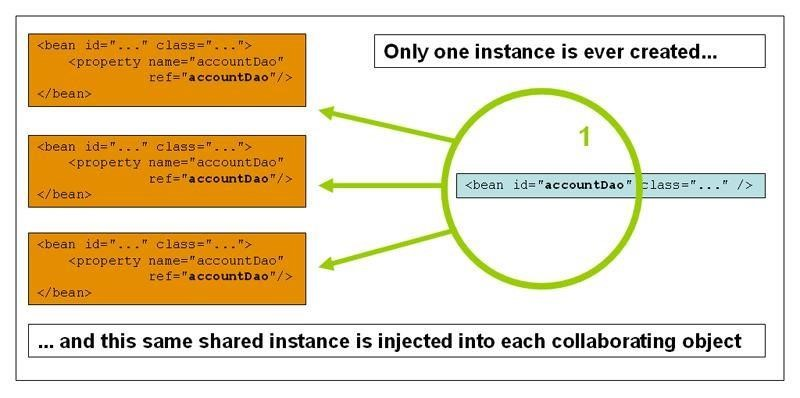 <bean id="..." class="...">
<property name="accountDao"
ref="accountDao"/>
</bean>
Only one instance is ever created...
1
<bean id="..." class="...">
<property name="accountDao"
ref="accountDao"/>
</bean>
<bean id="accountDao" class="..." />
<bean id="..." class="...">
<property name="accountDao"
ref="accountDao"/>
</bean>
... and this same shared instance is injected into each collaborating object